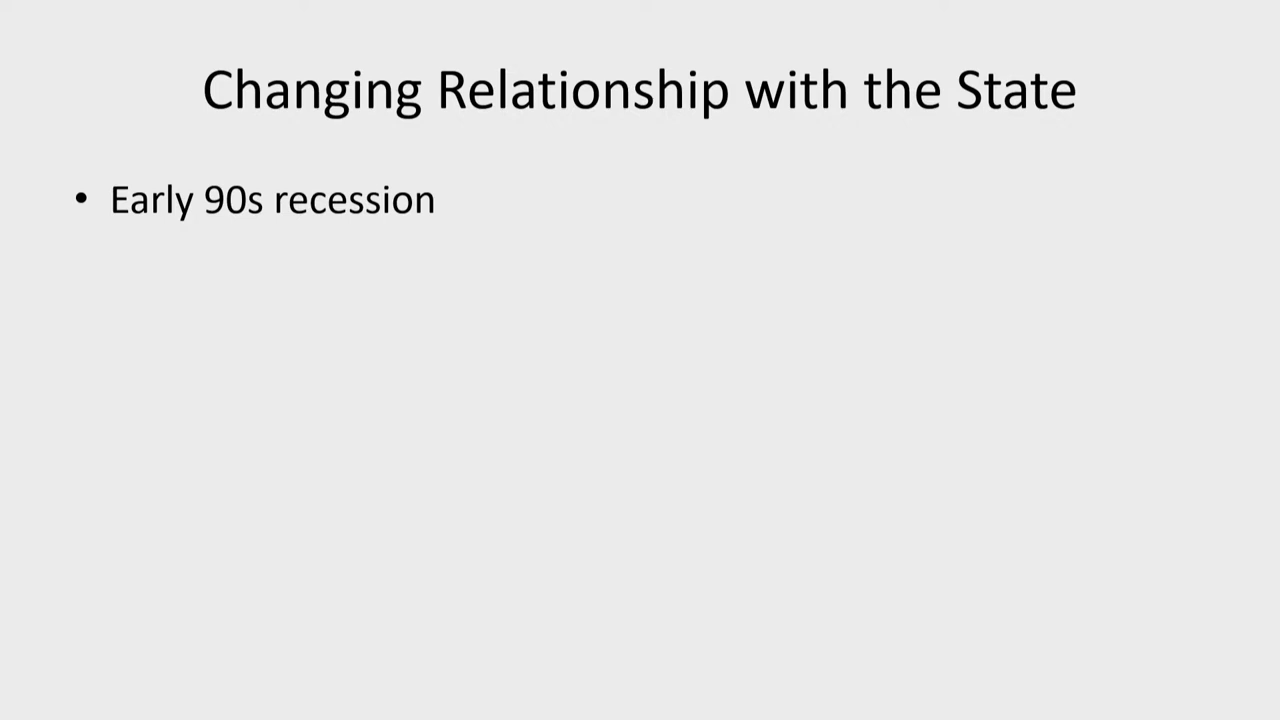 Changing Relationship with the State
• Early 90s recession